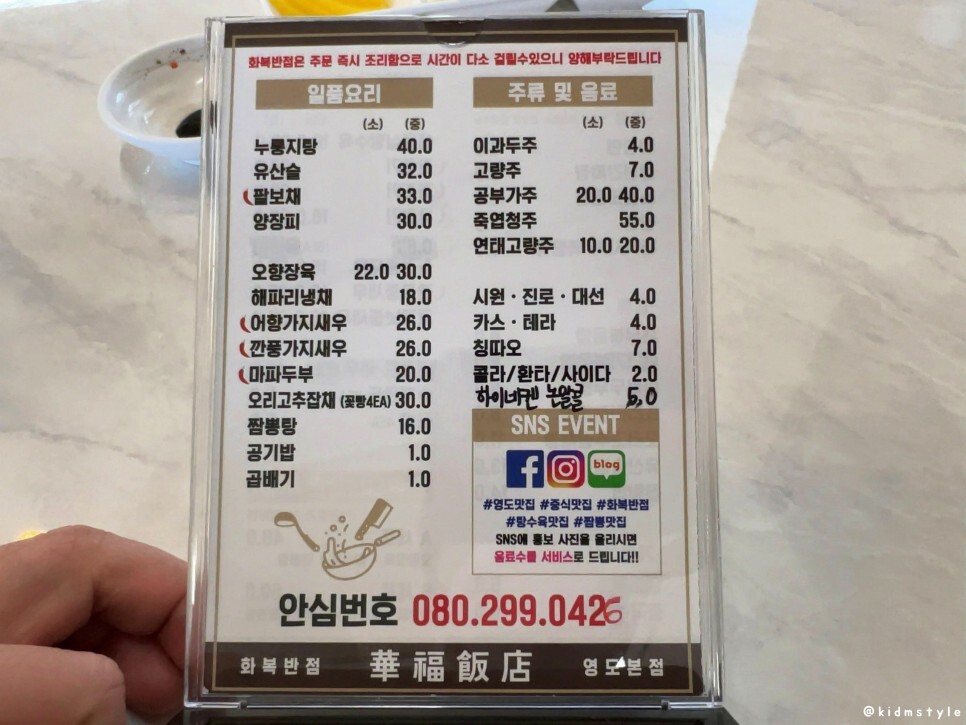 화복반점은 주문 즉시 조리함으로 시간이 다소 걸릴수있으니 양해부탁드립니다
일품요리
(소) (중)
누룽지탕 40.0
유산슬 32.0
팔보채 33.0
양장피 30.0
오향장육 22.0 30.0
해파리냉채 18.0
어향가지새우 26.0
깐풍가지새우 26.0
마파두부 20.0
오리고추잡채 (꽃빵4EA) 30.0
짬뽕탕 16.0
공기밥 1.0
곱배기 1.0
주류 및 음료
(소) (중)
이과두주 4.0
고량주 7.0
공부가주 20.0 40.0
죽엽청주 55.0
연태고량주 10.0 20.0
시원 · 진로 · 대선 4.0
카스 · 테라 4.0
칭따오 7.0
콜라/환타/사이다 2.0
하이네켄 논알콜 5.0
SNS EVENT
blog
#영도맛집 #중식맛집 #화복반점
#탕수육맛집 #짬뽕맛집
SNS에 홍보 사진을 올리시면
음료수를 서비스로 드립니다!!
안심번호 080.299.0426
화복반점 華福飯店 영도본점
@kidmstyle